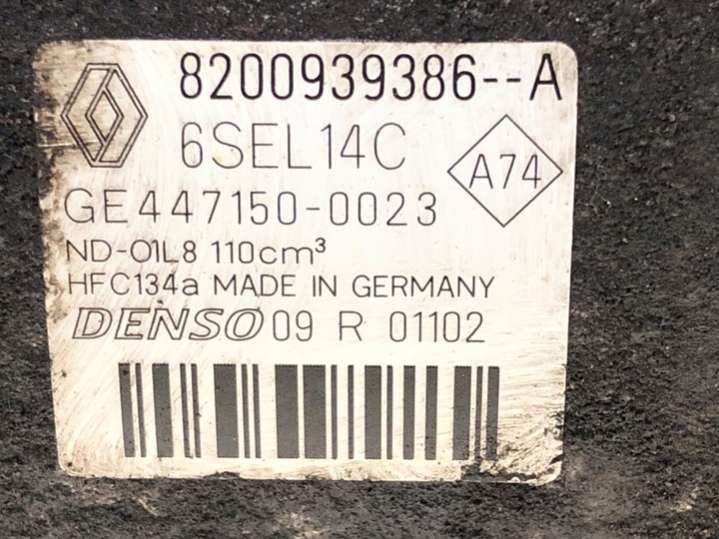 8200939386--A
6SEL14C
A74
GE447150-0023
ND-OIL8 110cm³
HFC134a MADE IN GERMANY
DENSO 09 R 01102